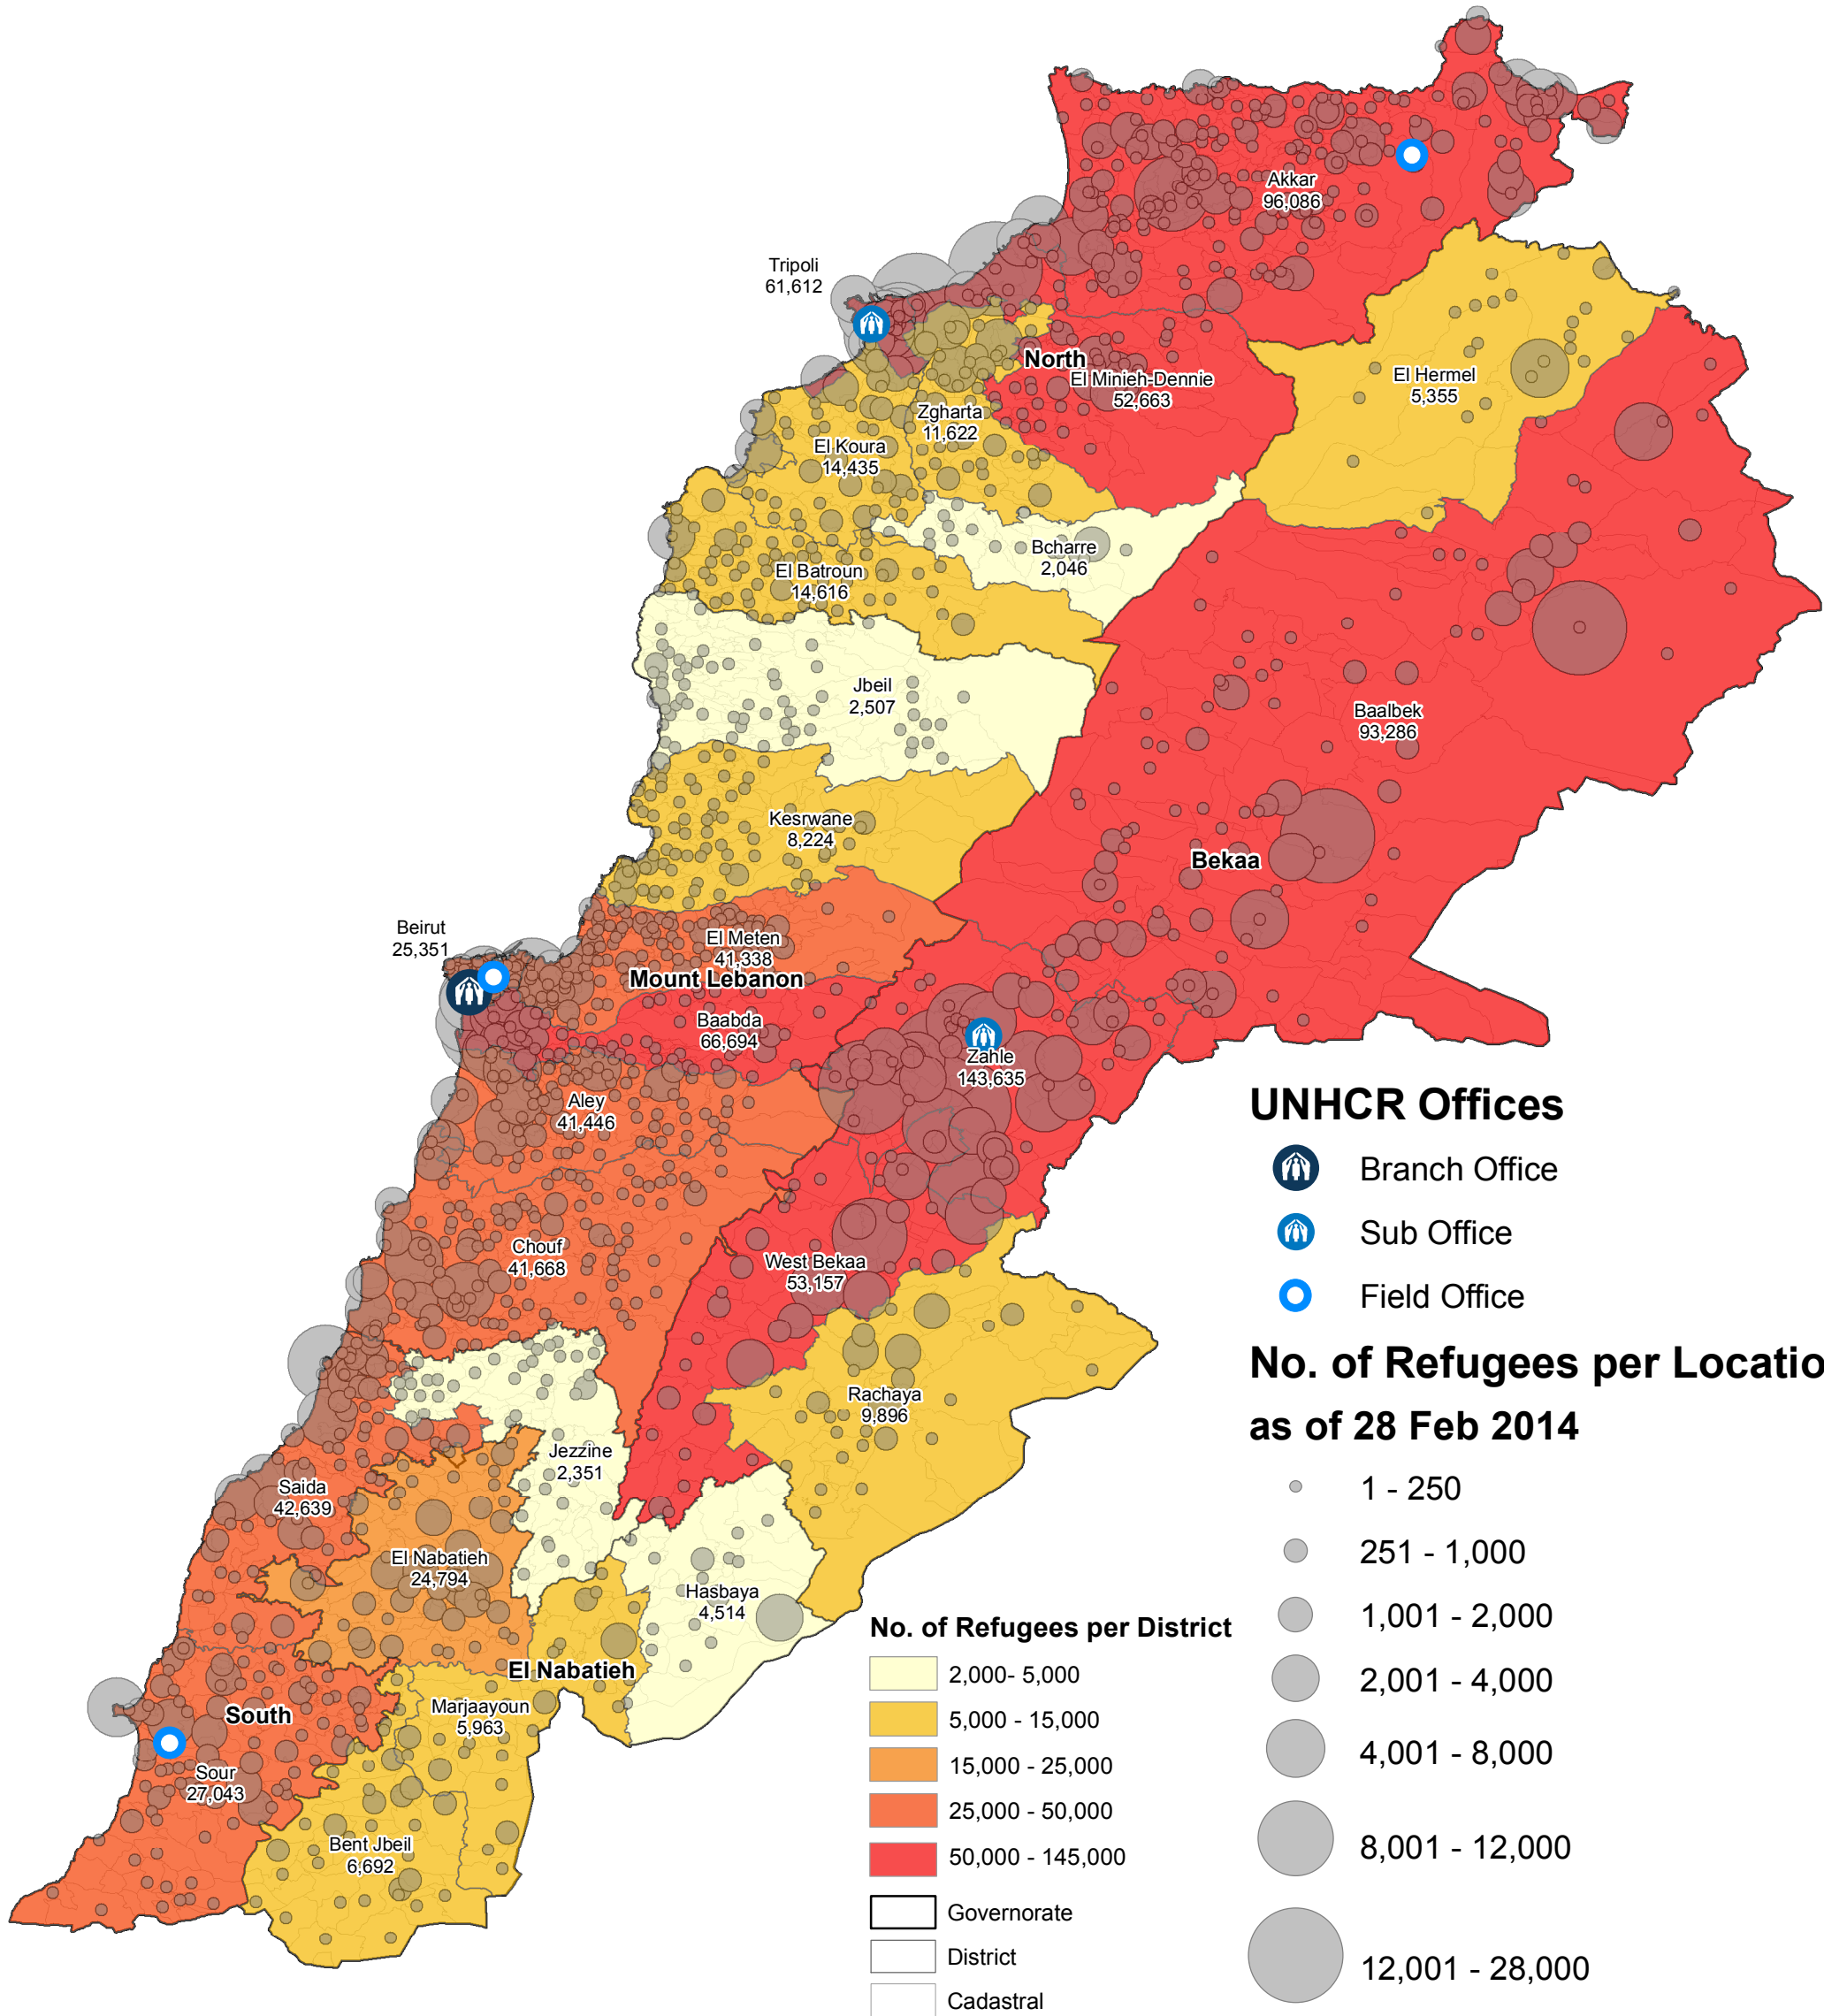 Akkar
96,086
Tripoli
61,612
North
El Minieh-Dennie
52,663
El Hermel
5,355
Zgharta
11,622
El Koura
14,435
Bcharre
2,046
El Batroun
14,616
Jbeil
2,507
Baalbek
93,286
Kesrwane
8,224
Bekaa
Beirut
25,351
El Meten
41,338
Mount Lebanon
Baabda
66,694
Zahle
143,635
Aley
41,446
Chouf
41,668
West Bekaa
53,157
Rachaya
9,896
Jezzine
2,351
Saida
42,639
El Nabatieh
24,794
Hasbaya
4,514
El Nabatieh
Marjaayoun
5,963
South
Sour
27,043
Bent Jbeil
6,692
UNHCR Offices
Branch Office
Sub Office
Field Office
No. of Refugees per Locatio
as of 28 Feb 2014
1 - 250
251 - 1,000
1,001 - 2,000
2,001 - 4,000
4,001 - 8,000
8,001 - 12,000
12,001 - 28,000
No. of Refugees per District
2,000- 5,000
5,000 - 15,000
15,000 - 25,000
25,000 - 50,000
50,000 - 145,000
Governorate
District
Cadastral